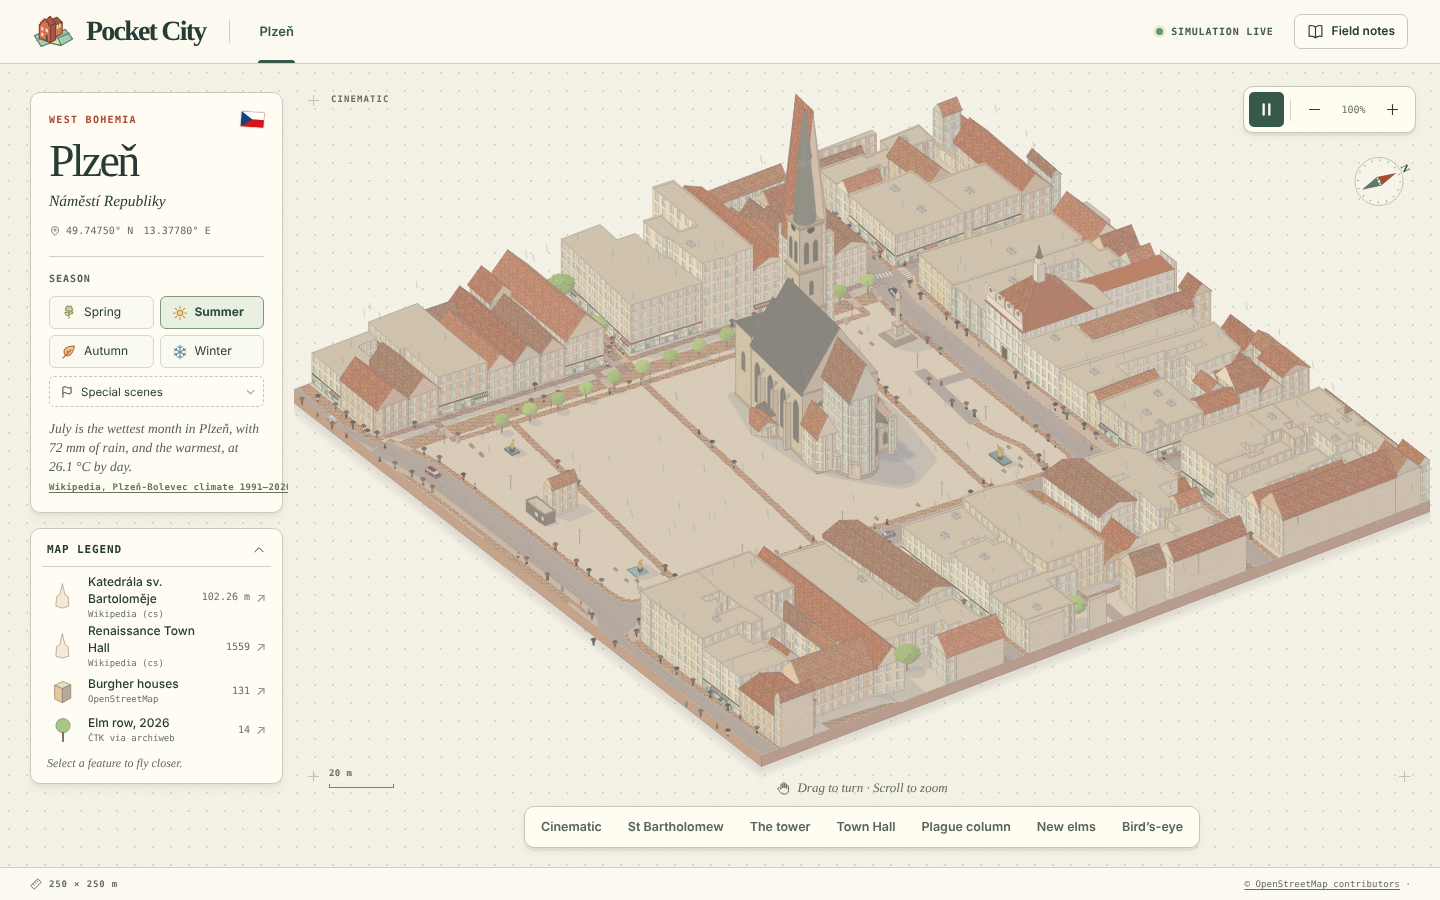 Pocket City
Plzeň
SIMULATION LIVE
Field notes
WEST BOHEMIA
Plzeň
Náměstí Republiky
49.74750° N 13.37780° E
SEASON
Spring
Summer
Autumn
Winter
Special scenes
July is the wettest month in Plzeň, with
72 mm of rain, and the warmest, at
26.1 °C by day.
Wikipedia, Plzeň-Bolevec climate 1991–2020
MAP LEGEND
Katedrála sv.
Bartoloměje
102.26 m
Wikipedia (cs)
Renaissance Town
Hall
1559
Wikipedia (cs)
Burgher houses
131
OpenStreetMap
Elm row, 2026
14
ČTK via archiweb
Select a feature to fly closer.
CINEMATIC
100%
N
20 m
Drag to turn · Scroll to zoom
Cinematic
St Bartholomew
The tower
Town Hall
Plague column
New elms
Bird's-eye
250 × 250 m
© OpenStreetMap contributors ·